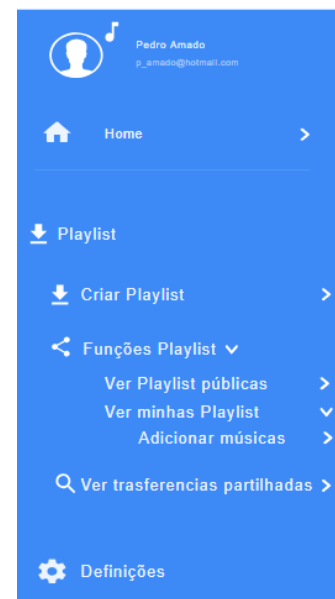 Pedro Amado
p_amado@hotmail.com
Home
Playlist
Criar Playlist
Funções Playlist
Ver Playlist públicas
Ver minhas Playlist
Adicionar músicas
Ver trasferencias partilhadas
Definições